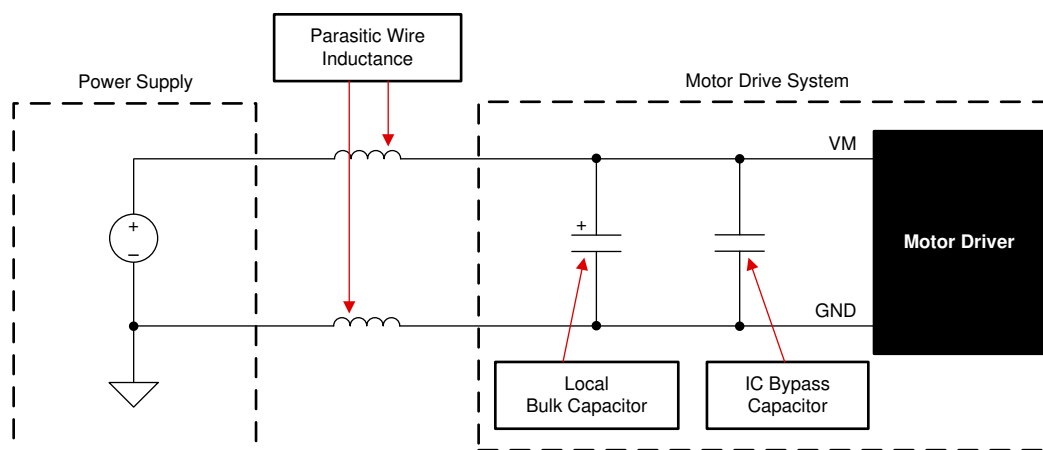 Parasitic Wire
Inductance
Power Supply
Motor Drive System
VM
+
–
+
Motor Driver
GND
Local
Bulk Capacitor
IC Bypass
Capacitor